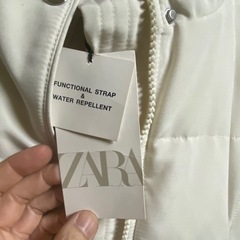 FUNCTIONAL STRAP
&
WATER REPELLENT
ZARA